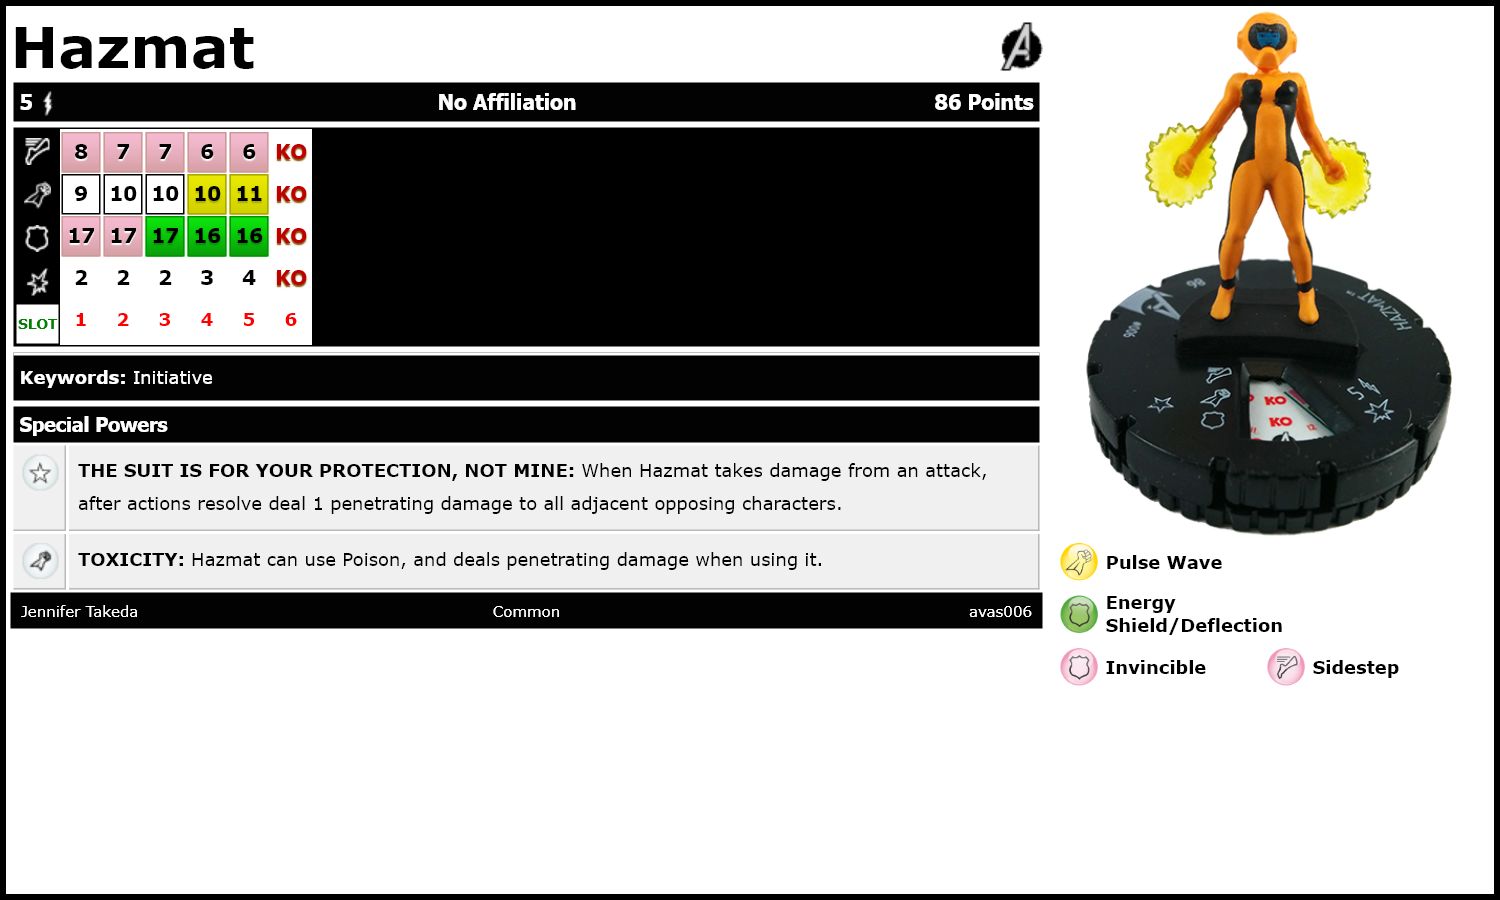 Hazmat
5 No Affiliation 86 Points
8 7 7 6 6 KO
9 10 10 10 11 KO
17 17 17 16 16 KO
2 2 2 3 4 KO
SLOT 1 2 3 4 5 6
Keywords: Initiative
Special Powers
THE SUIT IS FOR YOUR PROTECTION, NOT MINE: When Hazmat takes damage from an attack,
after actions resolve deal 1 penetrating damage to all adjacent opposing characters.
TOXICITY: Hazmat can use Poison, and deals penetrating damage when using it.
Jennifer Takeda Common avas006
86
HAZMAT™
#006
5
KO
KO
12
Pulse Wave
Energy
Shield/Deflection
Invincible Sidestep